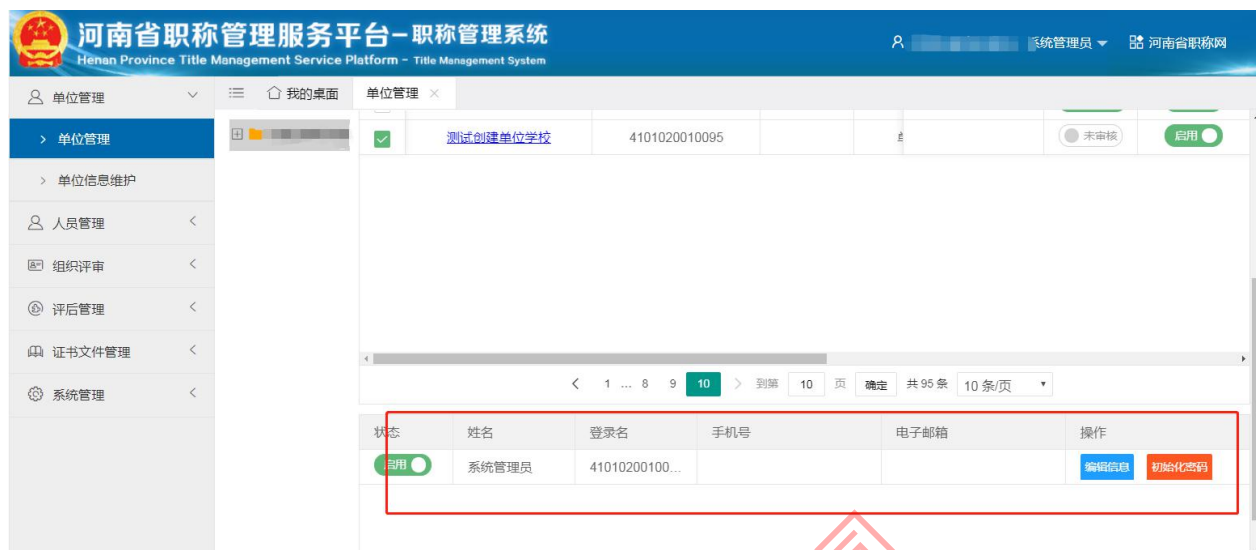 河南省职称管理服务平台-职称管理系统
Henan Province Title Management Service Platform - Title Management System
系统管理员 河南省职称网
单位管理
我的桌面 单位管理
单位管理
测试创建单位学校 4101020010095 未审核 启用
单位信息维护
人员管理
组织评审
评后管理
证书文件管理
系统管理
1 ... 8 9 10 到第 10 页 确定 共 95 条 10 条/页
状态 姓名 登录名 手机号 电子邮箱 操作
启用 系统管理员 41010200100... 编辑信息 初始化密码